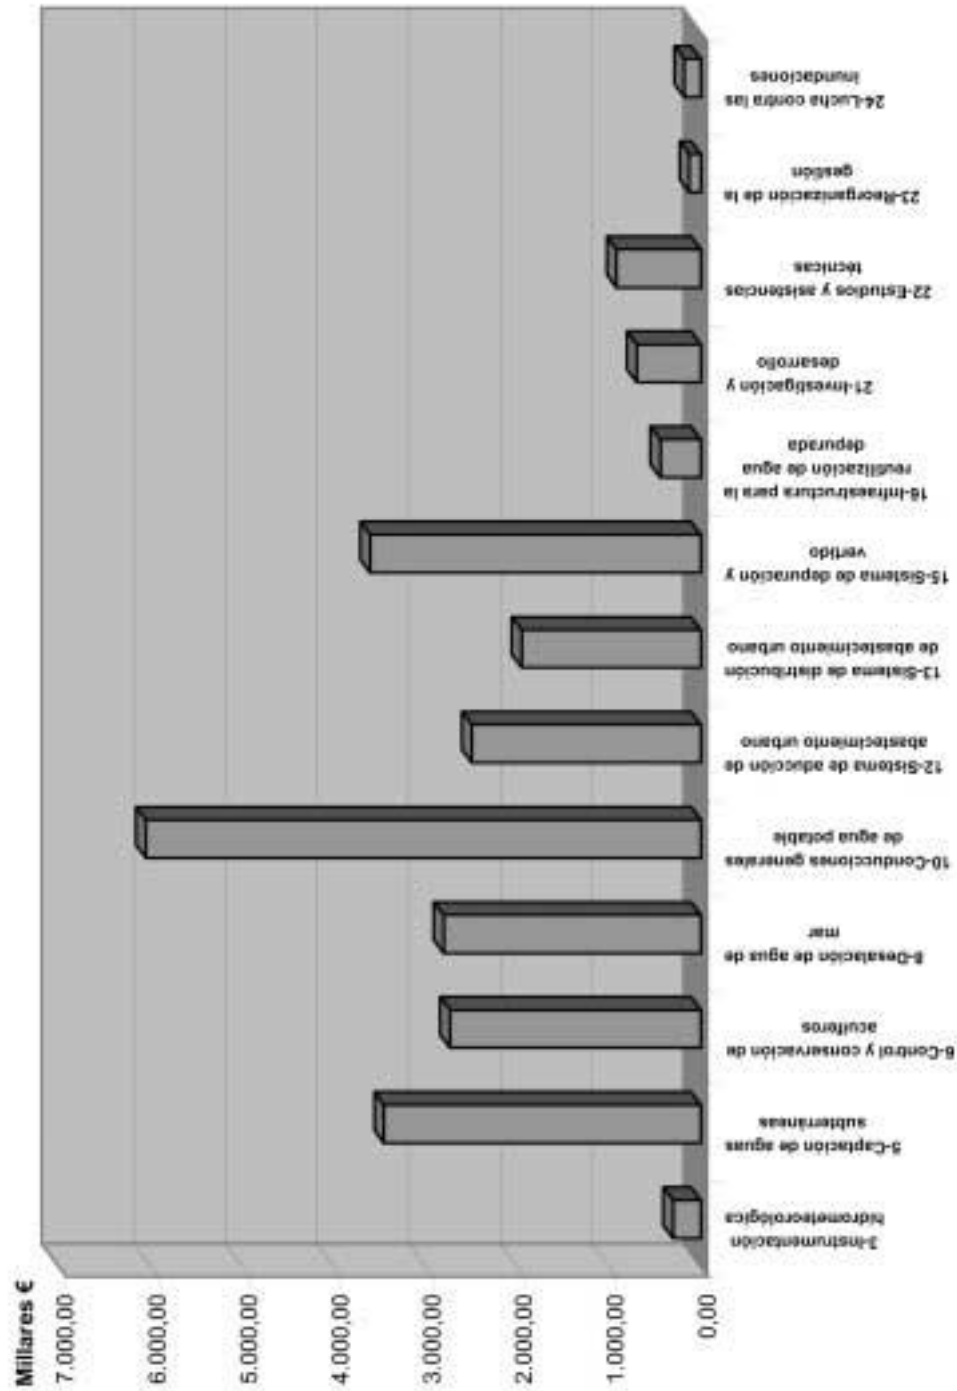 Millares €
7.000,00
6.000,00
5.000,00
4.000,00
3.000,00
2.000,00
1.000,00
0,00
3-Instrumentación
hidrometeorológica
5-Captación de aguas
subterráneas
6-Control y conservación de
acuíferos
8-Desalación de agua de
mar
10-Conducciones generales
de agua potable
12-Sistema de aducción de
abastecimiento urbano
13-Sistema de distribución
de abastecimiento urbano
15-Sistema de depuración y
vertido
16-Infraestructura para la
reutilización de agua
depurada
21-Investigación y
desarrollo
22-Estudios y asistencias
técnicas
23-Reorganización de la
gestión
24-Lucha contra las
inundaciones